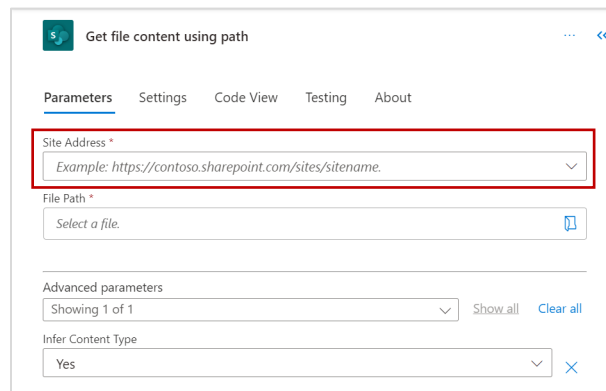 S
Get file content using path
...
Parameters Settings Code View Testing About
Site Address *
Example: https://contoso.sharepoint.com/sites/sitename.
File Path *
Select a file.
Advanced parameters
Showing 1 of 1 Show all Clear all
Infer Content Type
Yes